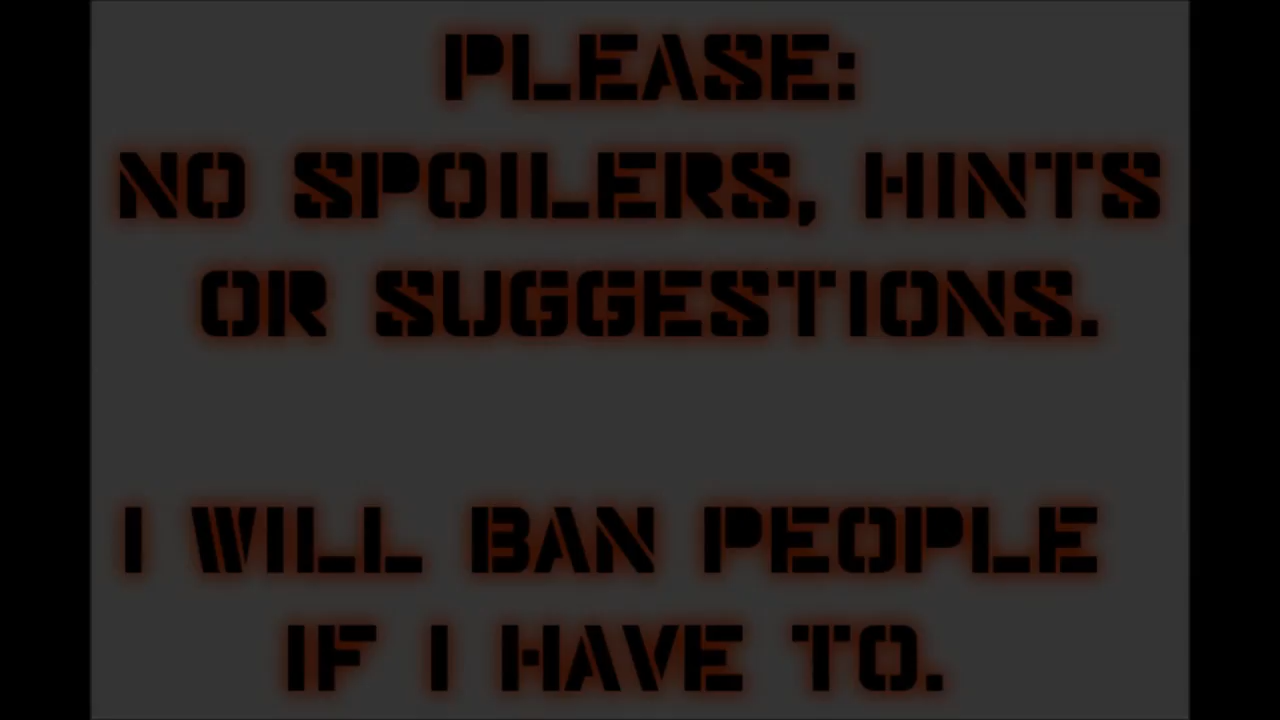 PLEASE:
NO SPOILERS, HINTS
OR SUGGESTIONS.
I WILL BAN PEOPLE
IF I HAVE TO.